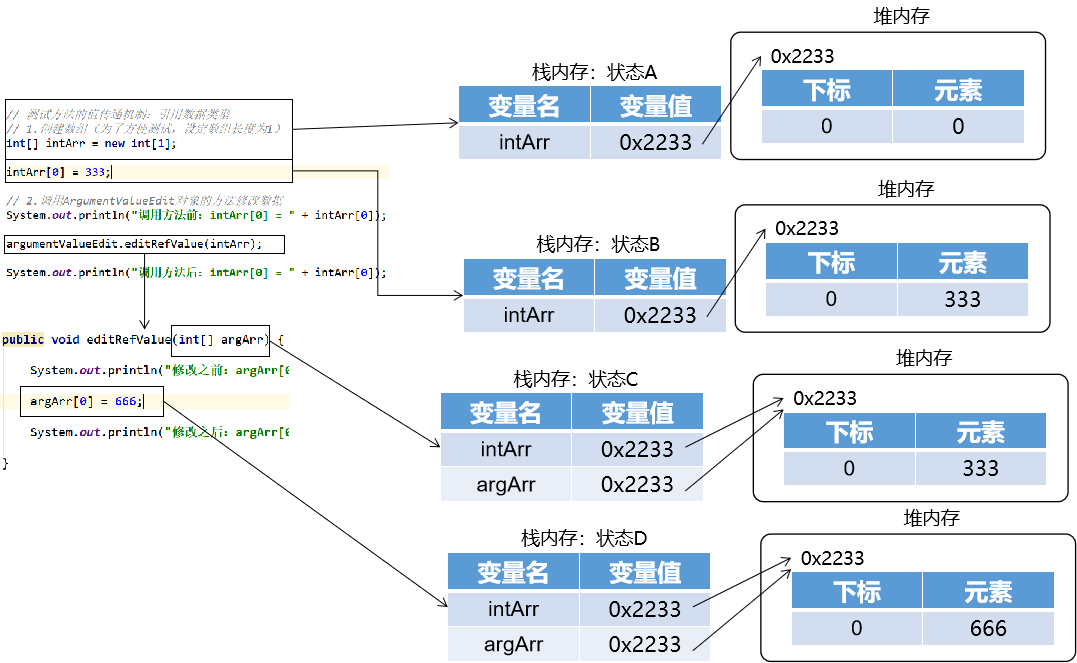 // 测试方法的值传递机制：引用数据类型
// 1.创建数组（为了方便测试，设定数组长度为1）
int[] intArr = new int[1];
intArr[0] = 333;
// 2.调用ArgumentValueEdit对象的方法修改数据
System.out.println("调用方法前：intArr[0] = " + intArr[0]);
argumentValueEdit.editRefValue(intArr);
System.out.println("调用方法后：intArr[0] = " + intArr[0]);
public void editRefValue(int[] argArr) {
System.out.println("修改之前：argArr[0
argArr[0] = 666;
System.out.println("修改之后：argArr[0
}
栈内存：状态A
变量名 变量值
intArr 0x2233
堆内存
0x2233
下标 元素
0 0
栈内存：状态B
变量名 变量值
intArr 0x2233
堆内存
0x2233
下标 元素
0 333
栈内存：状态C
变量名 变量值
intArr 0x2233
argArr 0x2233
堆内存
0x2233
下标 元素
0 333
栈内存：状态D
变量名 变量值
intArr 0x2233
argArr 0x2233
堆内存
0x2233
下标 元素
0 666